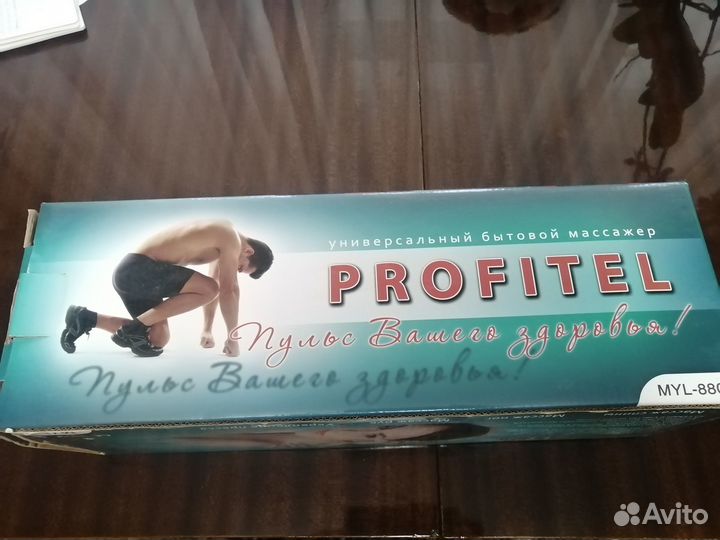 универсальный бытовой массажер
PROFITEL
Пульс Вашего здоровья!
Пульс Вашего здоровья!
MYL-880
Avito